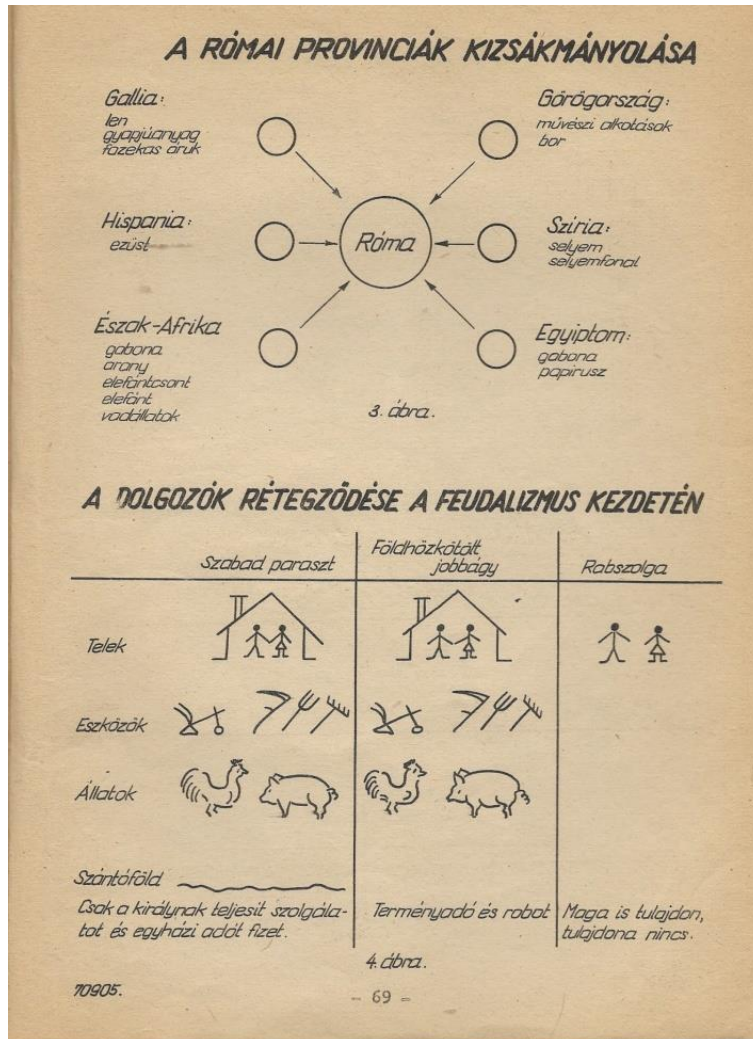 A RÓMAI PROVINCIÁK KIZSÁKMÁNYOLÁSA
Gallia:
len
gyapjúanyag
fazekas áruk
Görögország:
művészi alkotások
bor
Hispania:
ezüst
Róma
Szíria:
selyem
selyemfonal
Észak-Afrika
gabona
arany
elefántcsont
elefánt
vadállatok
Egyiptom:
gabona
papirusz
3. ábra.
A DOLGOZÓK RÉTEGZŐDÉSE A FEUDALIZMUS KEZDETÉN
Szabad paraszt
Földhözkötött
jobbágy
Rabszolga
Telek
Eszközök
Állatok
Szántóföld
Csak a királynak teljesít szolgála-
tot és egyházi adót fizet.
Terményadó és robot
Maga is tulajdon,
tulajdona nincs.
4. ábra.
70905.
- 69 -